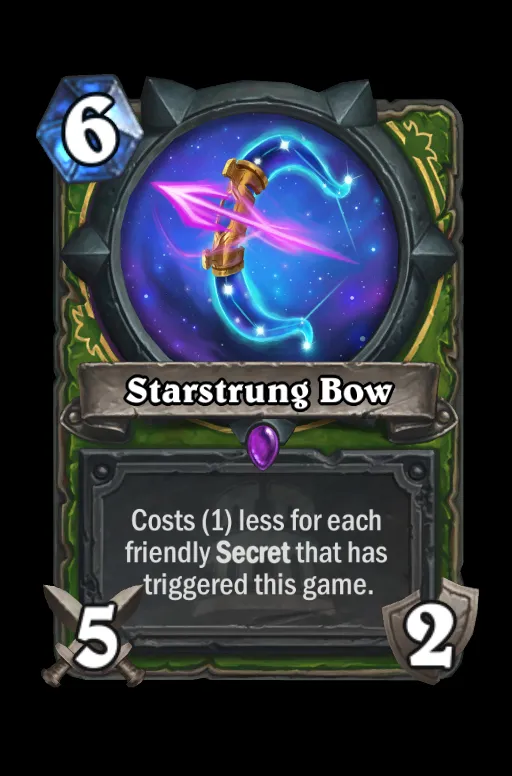 6
Starstrung Bow
Costs (1) less for each
friendly Secret that has
triggered this game.
5
2